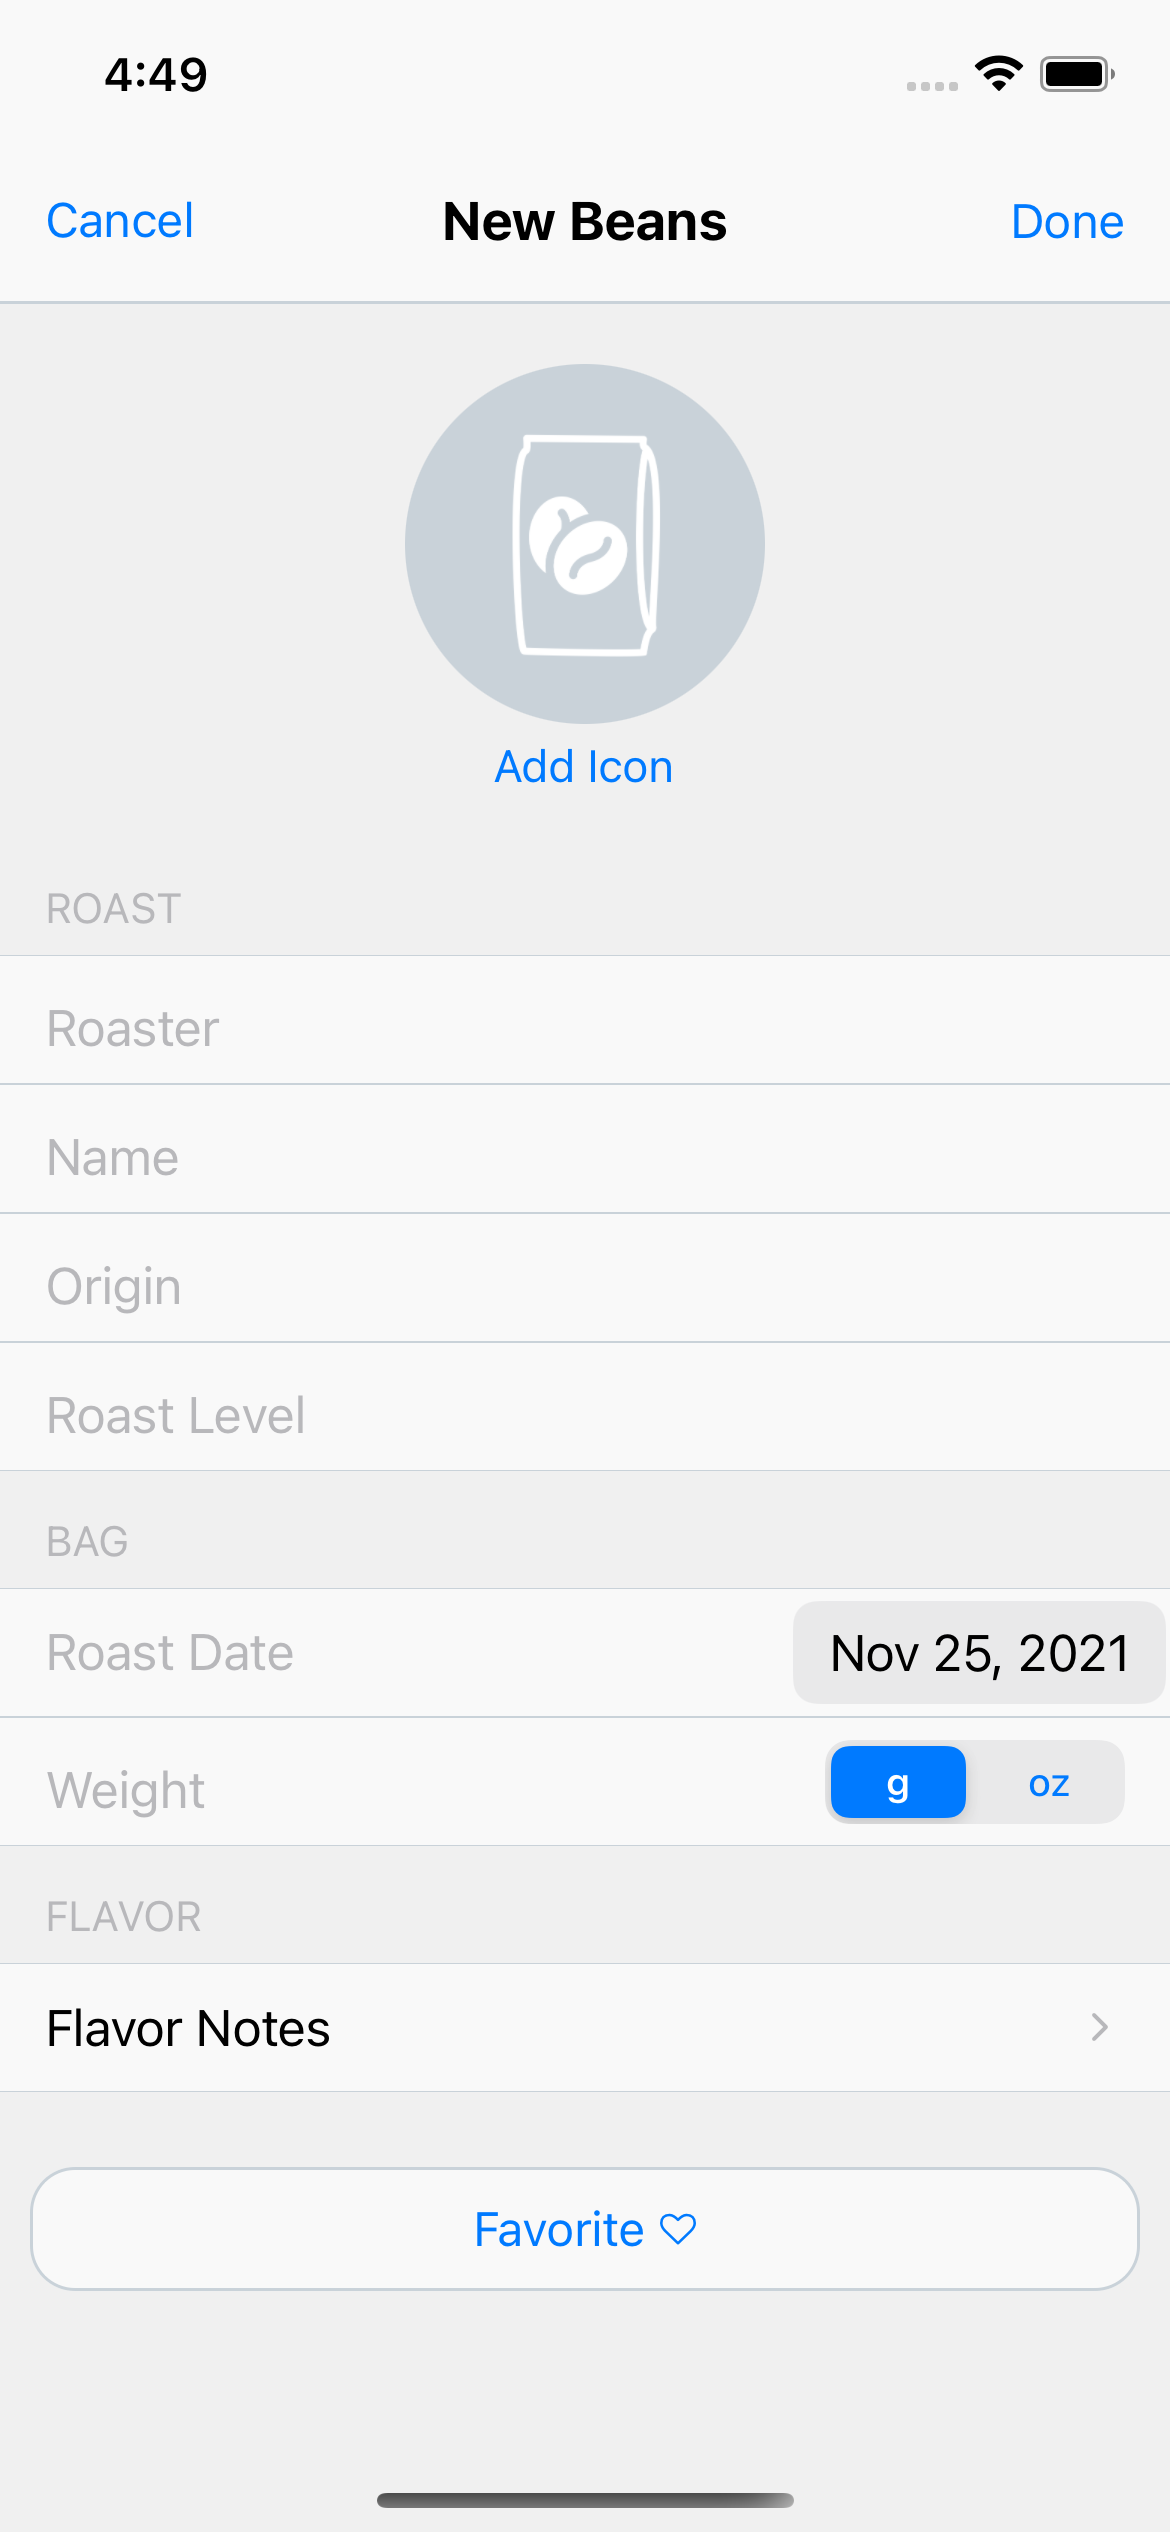 4:49
Cancel New Beans Done
Add Icon
ROAST
Roaster
Name
Origin
Roast Level
BAG
Roast Date Nov 25, 2021
Weight g oz
FLAVOR
Flavor Notes
Favorite